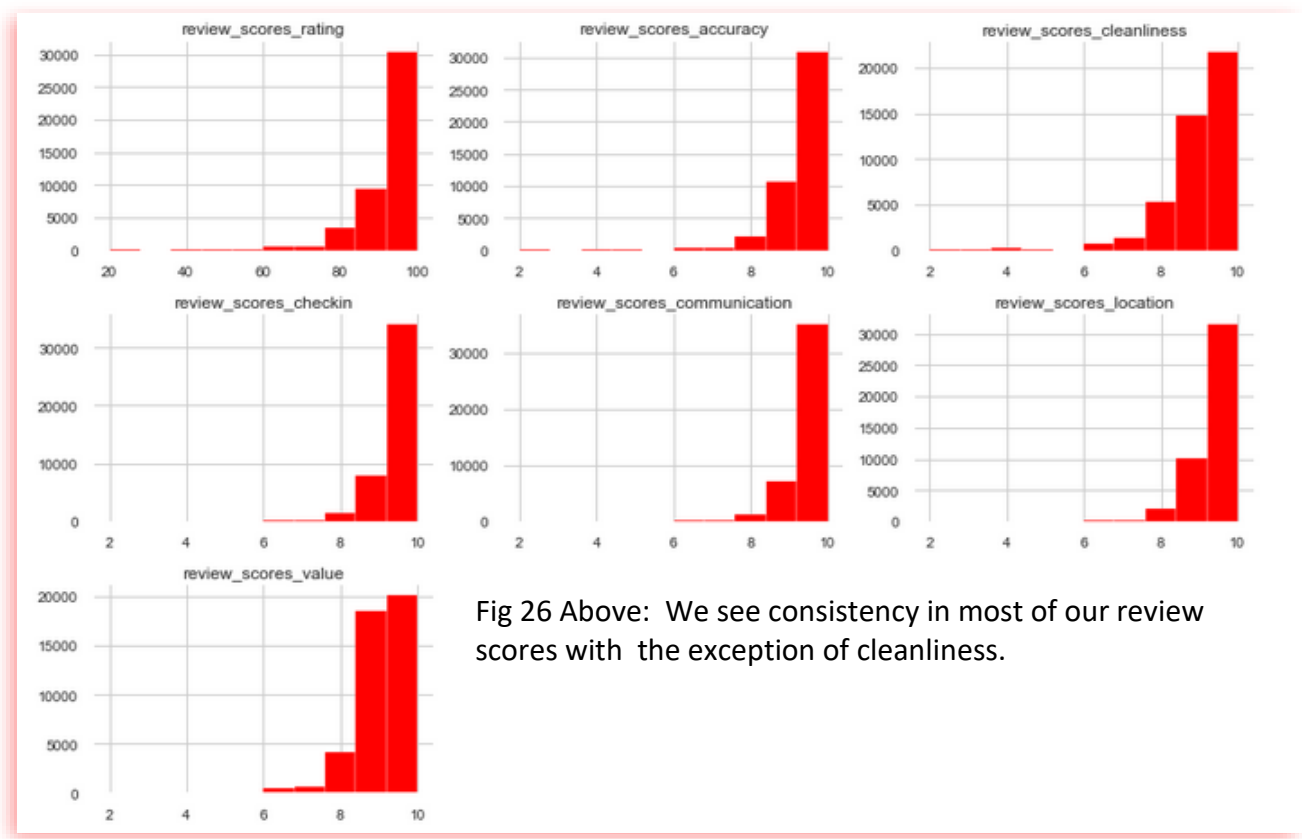 review_scores_rating
30000
25000
20000
15000
10000
5000
0
20 40 60 80 100
review_scores_accuracy
30000
25000
20000
15000
10000
5000
0
2 4 6 8 10
review_scores_cleanliness
20000
15000
10000
5000
0
2 4 6 8 10
review_scores_checkin
30000
20000
10000
0
2 4 6 8 10
review_scores_communication
30000
20000
10000
0
2 4 6 8 10
review_scores_location
30000
25000
20000
15000
10000
5000
0
2 4 6 8 10
review_scores_value
20000
15000
10000
5000
0
2 4 6 8 10
Fig 26 Above:  We see consistency in most of our review
scores with  the exception of cleanliness.